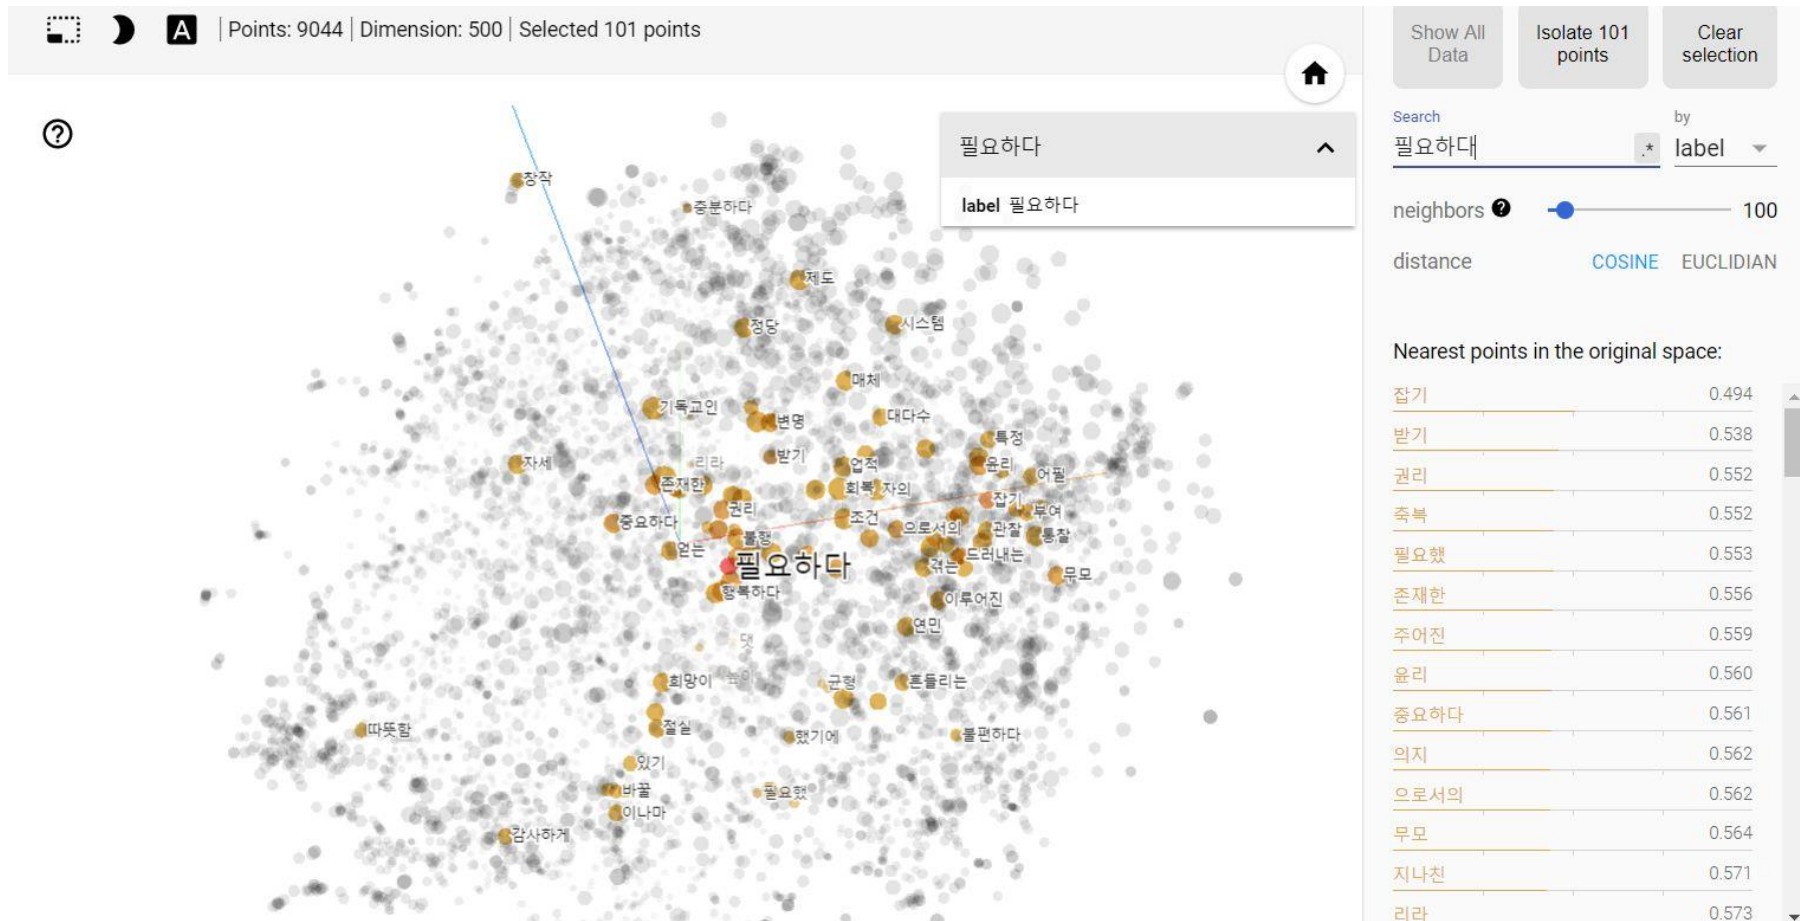 A | Points: 9044 | Dimension: 500 | Selected 101 points
Show All Data
Isolate 101 points
Clear selection
Search
by
필요하다
.*
label
neighbors
100
distance
COSINE
EUCLIDIAN
Nearest points in the original space:
잡기 0.494
받기 0.538
권리 0.552
축복 0.552
필요했 0.553
존재한 0.556
주어진 0.559
윤리 0.560
중요하다 0.561
의지 0.562
으로서의 0.562
무모 0.564
지나친 0.571
리라 0.573
필요하다
label 필요하다
창작
충분하다
제도
정당
시스템
매체
기독교인
변명
대다수
특정
받기
리라
자세
업적
윤리
어필
존재한
회복
자의
잡기
권리
부여
중요하다
조건
으로서의
관찰
통찰
불행
얻는
드러내는
필요하다
겪는
무모
행복하다
이루어진
연민
댓
희망이
높이
균형
흔들리는
따뜻함
절실
했기에
불편하다
있기
바꿀
필요했
이나마
감사하게